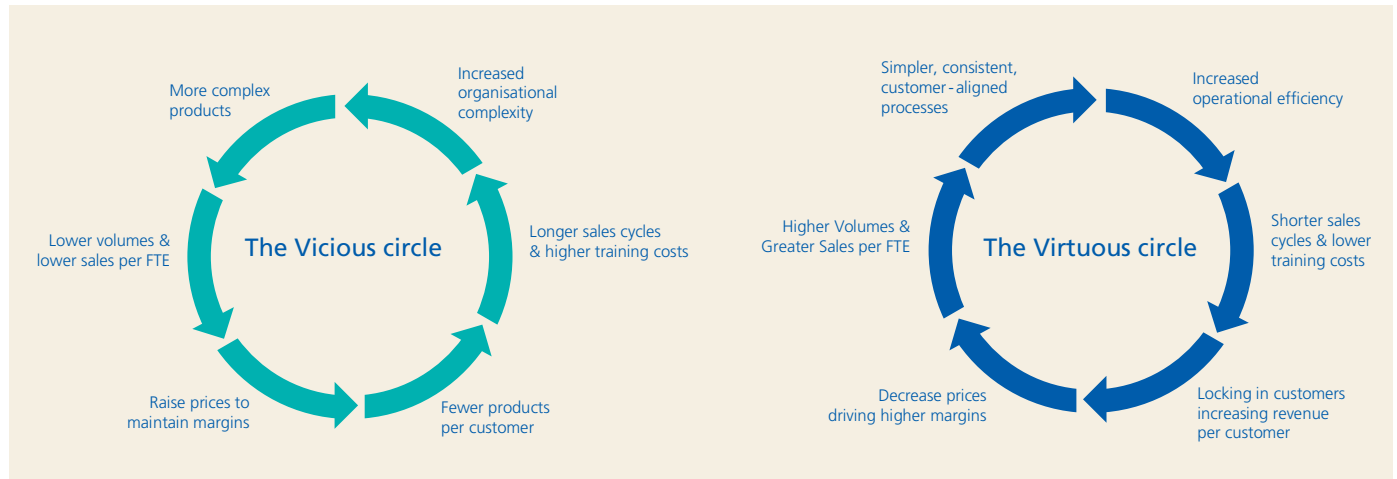 More complex
products
Increased
organisational
complexity
Lower volumes &
lower sales per FTE
The Vicious circle
Longer sales cycles
& higher training costs
Raise prices to
maintain margins
Fewer products
per customer
Simpler, consistent,
customer-aligned
processes
Increased
operational efficiency
Higher Volumes &
Greater Sales per FTE
The Virtuous circle
Shorter sales
cycles & lower
training costs
Decrease prices
driving higher margins
Locking in customers
increasing revenue
per customer